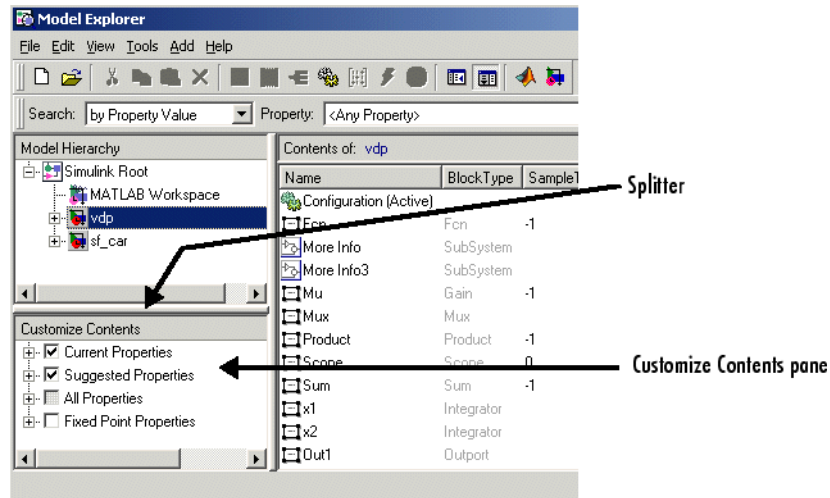 Model Explorer
File Edit View Tools Add Help
Search: by Property Value Property: <Any Property>
Model Hierarchy
Simulink Root
MATLAB Workspace
vdp
sf_car
Contents of: vdp
Name BlockType SampleT
Configuration (Active)
Fcn Fcn -1
More Info SubSystem
More Info3 SubSystem
Mu Gain -1
Mux Mux
Product Product -1
Scope Scope 0
Sum Sum -1
x1 Integrator
x2 Integrator
Out1 Outport
Customize Contents
Current Properties
Suggested Properties
All Properties
Fixed Point Properties
Splitter
Customize Contents pane